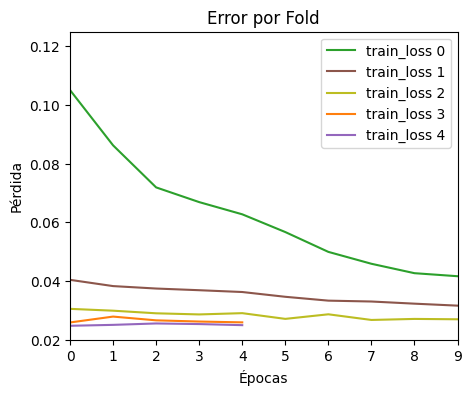 Error por Fold
train_loss 0
train_loss 1
train_loss 2
train_loss 3
train_loss 4
Pérdida
0.12
0.10
0.08
0.06
0.04
0.02
0 1 2 3 4 5 6 7 8 9
Épocas